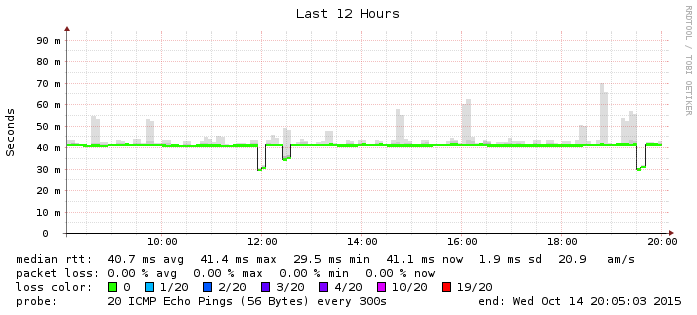 Last 12 Hours
RRDTOOL / TOBI OETIKER
Seconds
90 m
80 m
70 m
60 m
50 m
40 m
30 m
20 m
10 m
0
10:00 12:00 14:00 16:00 18:00 20:00
median rtt: 40.7 ms avg 41.4 ms max 29.5 ms min 41.1 ms now 1.9 ms sd 20.9 am/s
packet loss: 0.00 % avg 0.00 % max 0.00 % min 0.00 % now
loss color: 0 1/20 2/20 3/20 4/20 10/20 19/20
probe: 20 ICMP Echo Pings (56 Bytes) every 300s end: Wed Oct 14 20:05:03 2015